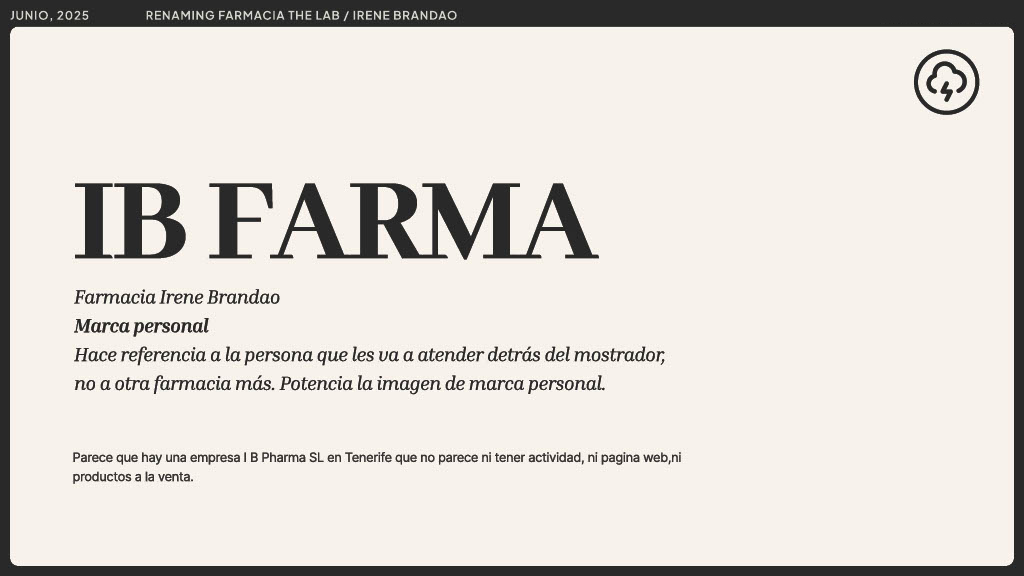 JUNIO, 2025 RENAMING FARMACIA THE LAB / IRENE BRANDAO
IB FARMA
Farmacia Irene Brandao
Marca personal
Hace referencia a la persona que les va a atender detrás del mostrador,
no a otra farmacia más. Potencia la imagen de marca personal.
Parece que hay una empresa I B Pharma SL en Tenerife que no parece ni tener actividad, ni pagina web,ni
productos a la venta.